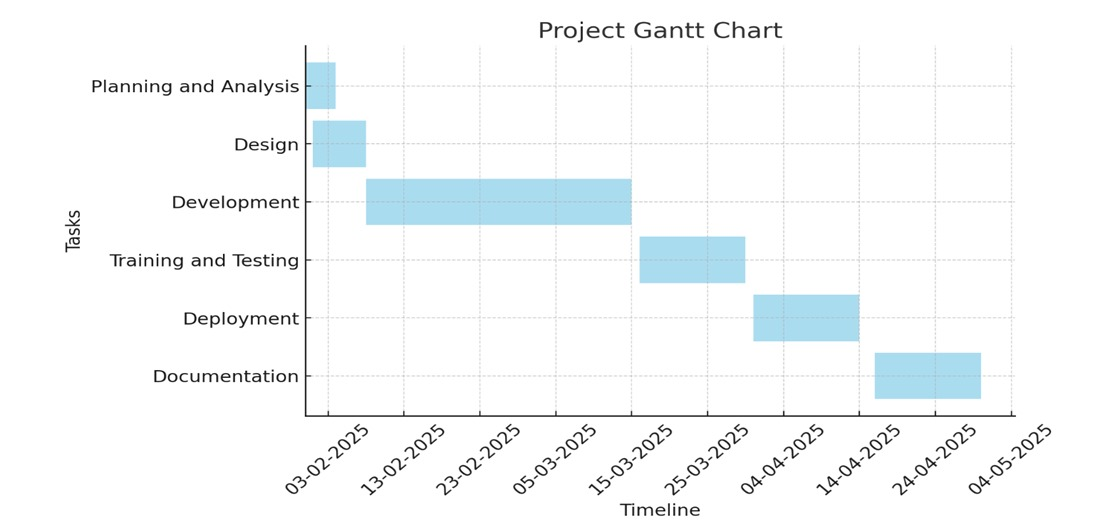 Project Gantt Chart
Planning and Analysis
Design
Development
Training and Testing
Deployment
Documentation
Tasks
03-02-2025
13-02-2025
23-02-2025
05-03-2025
15-03-2025
25-03-2025
04-04-2025
14-04-2025
24-04-2025
04-05-2025
Timeline